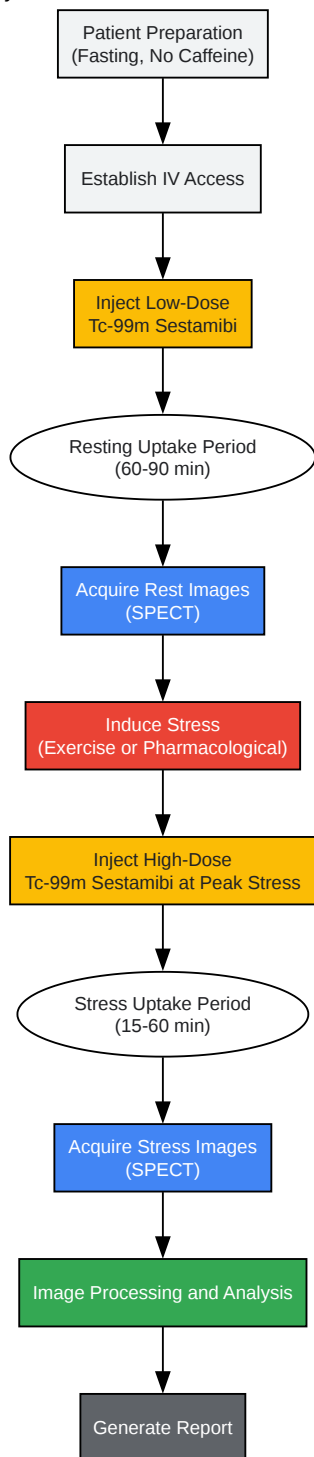 Patient Preparation
(Fasting, No Caffeine)
Establish IV Access
Inject Low-Dose
Tc-99m Sestamibi
Resting Uptake Period
(60-90 min)
Acquire Rest Images
(SPECT)
Induce Stress
(Exercise or Pharmacological)
Inject High-Dose
Tc-99m Sestamibi at Peak Stress
Stress Uptake Period
(15-60 min)
Acquire Stress Images
(SPECT)
Image Processing and Analysis
Generate Report